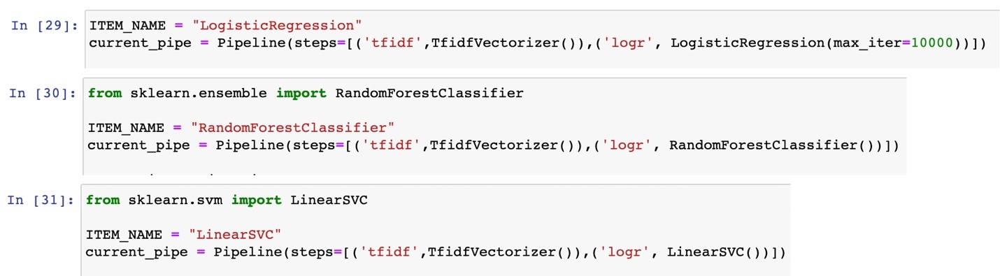 In [29]: ITEM_NAME = "LogisticRegression"
current_pipe = Pipeline(steps=[('tfidf',TfidfVectorizer()),('logr', LogisticRegression(max_iter=10000))])
In [30]: from sklearn.ensemble import RandomForestClassifier
ITEM_NAME = "RandomForestClassifier"
current_pipe = Pipeline(steps=[('tfidf',TfidfVectorizer()),('logr', RandomForestClassifier())])
In [31]: from sklearn.svm import LinearSVC
ITEM_NAME = "LinearSVC"
current_pipe = Pipeline(steps=[('tfidf',TfidfVectorizer()),('logr', LinearSVC())])